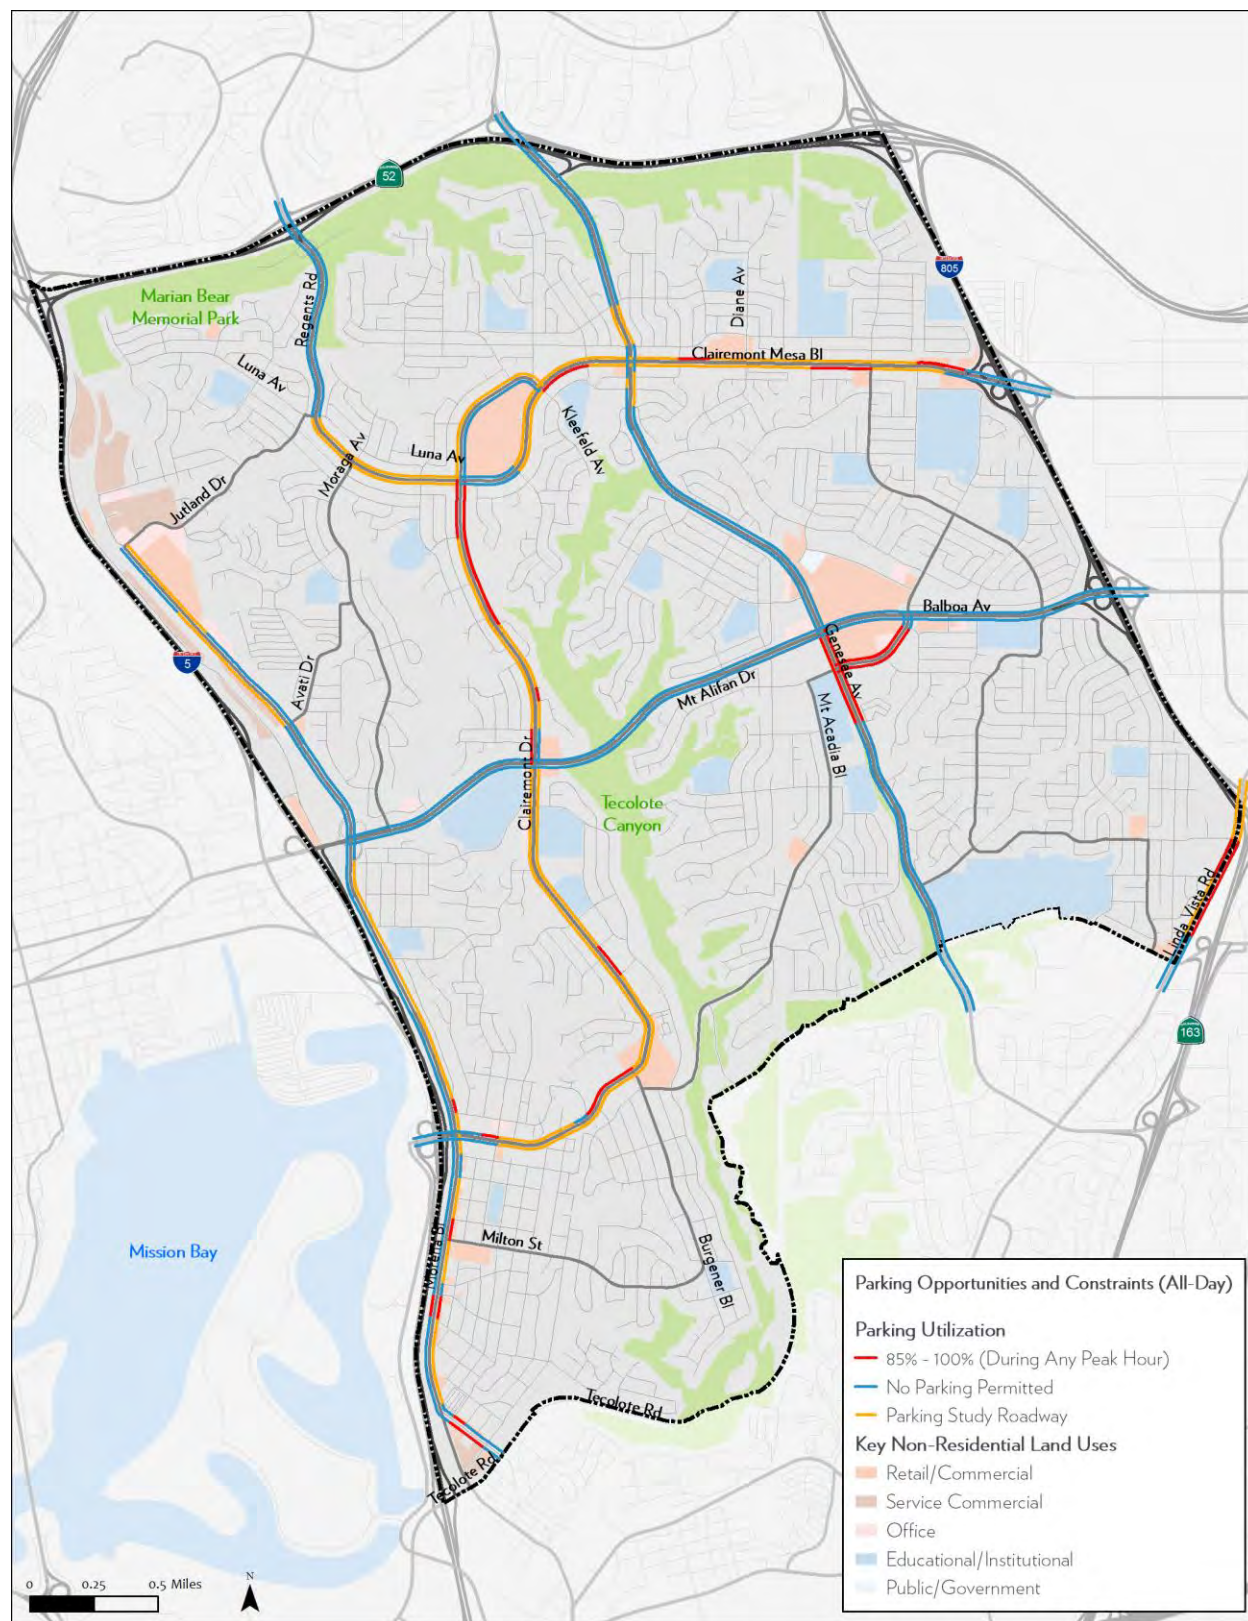 52
805
Marian Bear
Memorial Park
Regents Rd
Diane Av
Clairemont Mesa Bl
Luna Av
Kleefeld Av
Moraga Av
Luna Av
Jutland Dr
Balboa Av
Genesee Av
5
Avati Dr
Mt Alifan Dr
Mt Acadia Bl
Clairemont Dr
Tecolote
Canyon
Linda Vista Rd
163
Mission Bay
Morena Bl
Milton St
Burgener Bl
Tecolote Rd
Tecolote Rd
Parking Opportunities and Constraints (All-Day)
Parking Utilization
85% - 100% (During Any Peak Hour)
No Parking Permitted
Parking Study Roadway
Key Non-Residential Land Uses
Retail/Commercial
Service Commercial
Office
Educational/Institutional
Public/Government
0 0.25 0.5 Miles
N